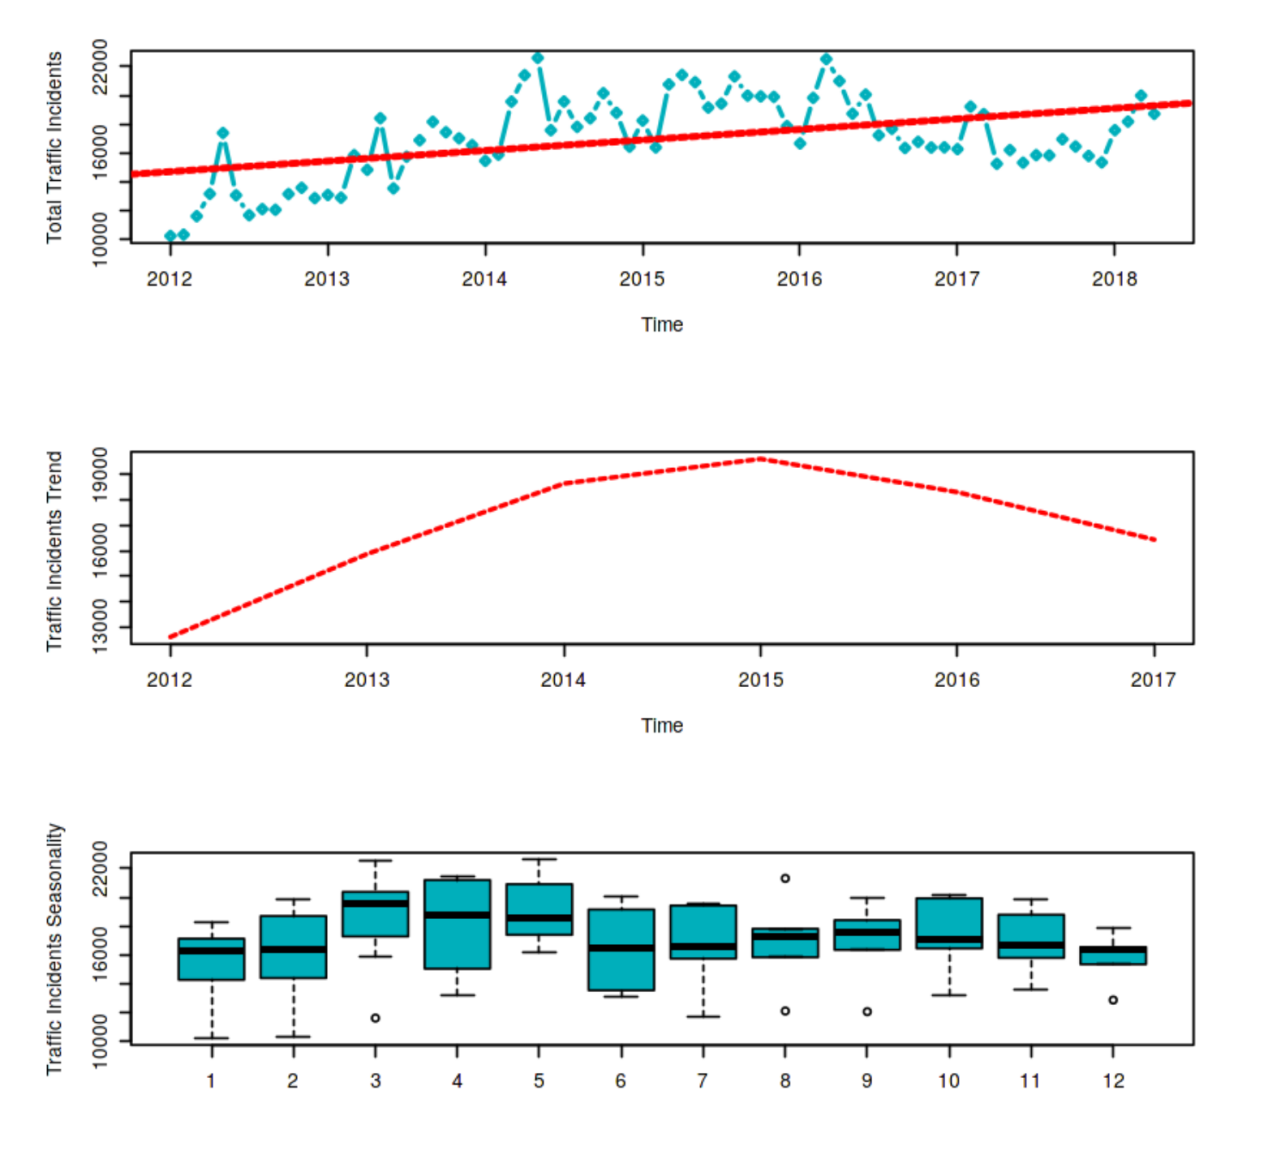 Total Traffic Incidents
22000
16000
10000
2012 2013 2014 2015 2016 2017 2018
Time
Traffic Incidents Trend
19000
16000
13000
2012 2013 2014 2015 2016 2017
Time
Traffic Incidents Seasonality
22000
16000
10000
1 2 3 4 5 6 7 8 9 10 11 12